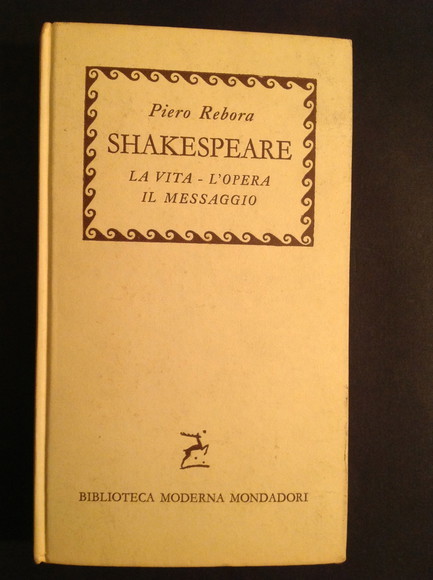 Piero Rebora
SHAKESPEARE
LA VITA - L'OPERA
IL MESSAGGIO
BIBLIOTECA MODERNA MONDADORI